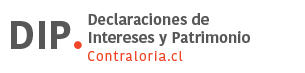 DIP.
Declaraciones de
Intereses y Patrimonio
Contraloria.cl